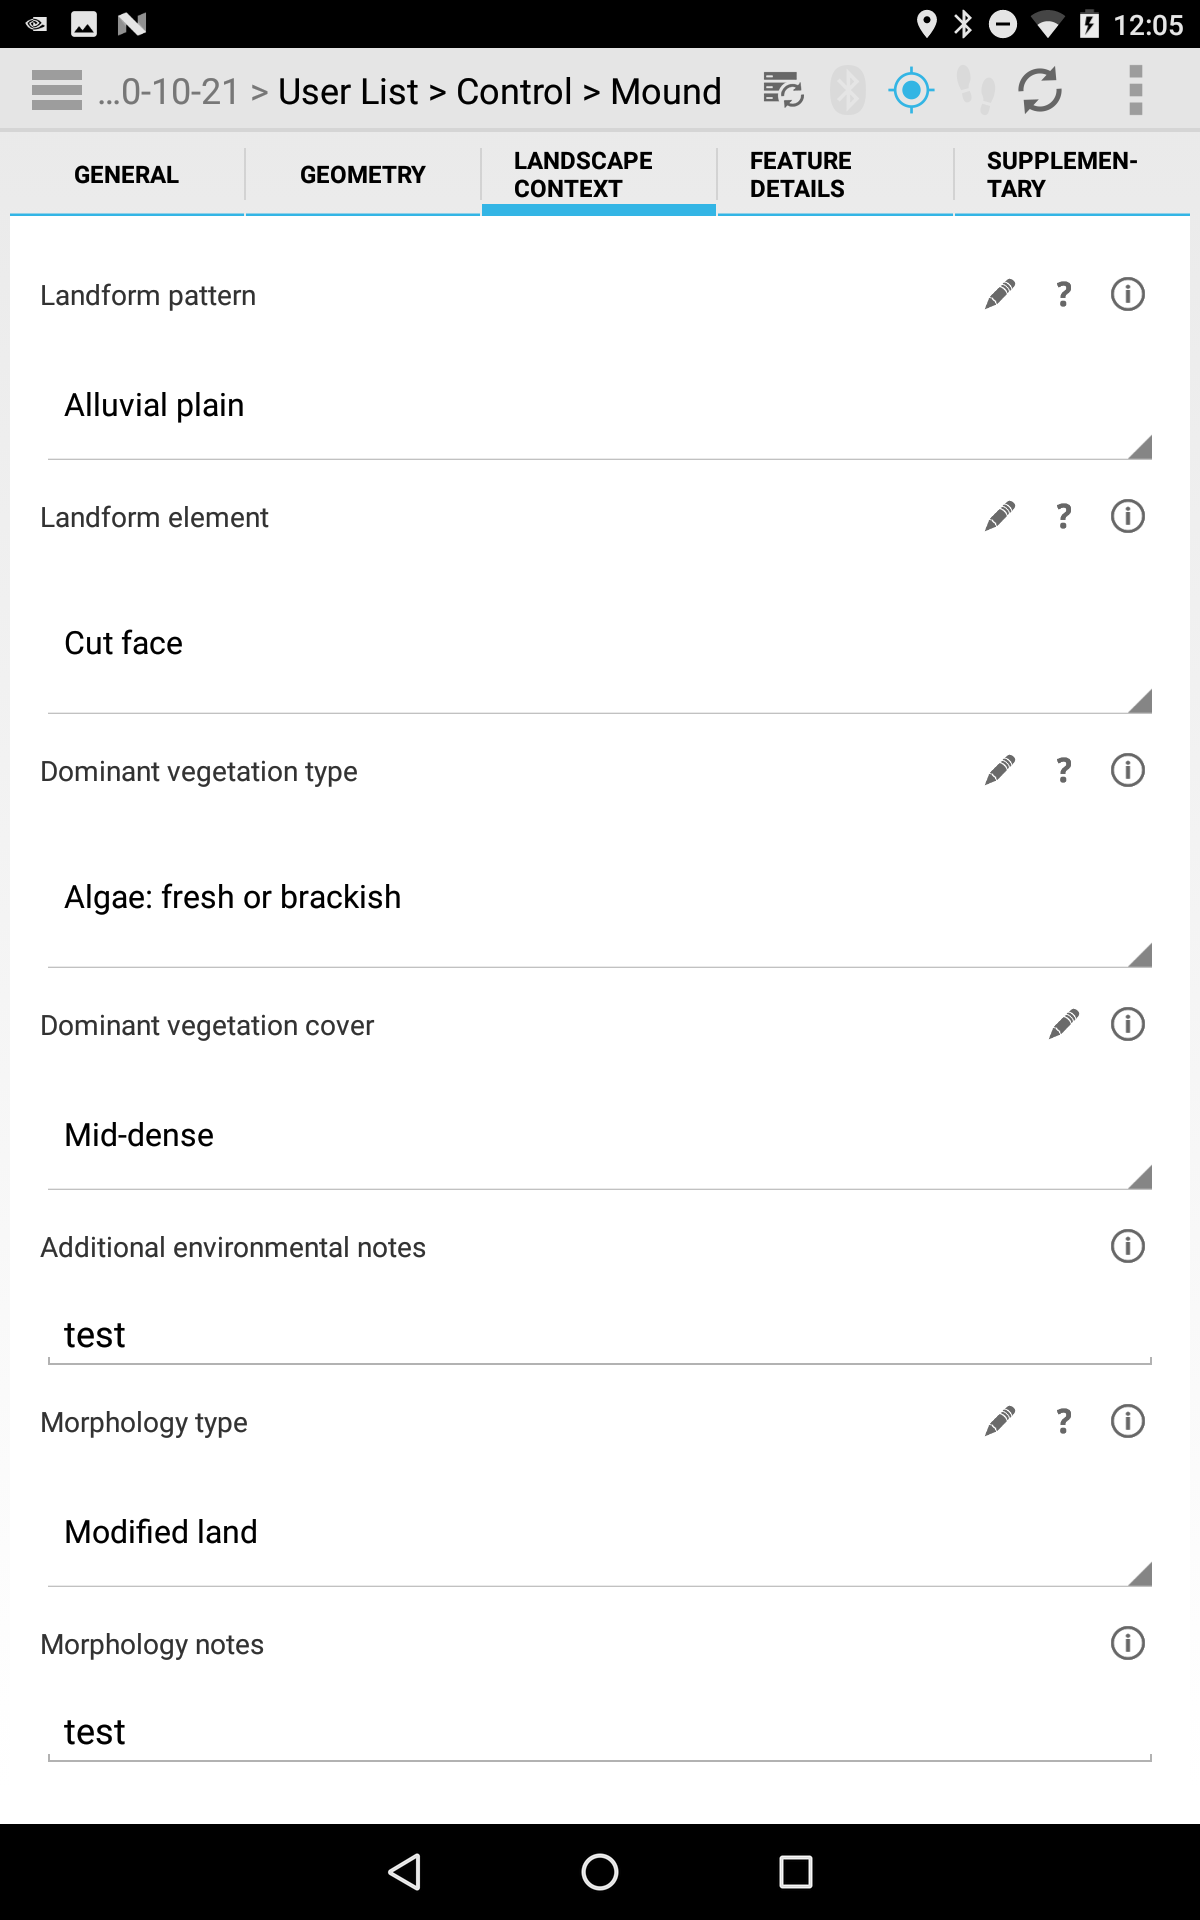 12:05
...0-10-21 > User List > Control > Mound
GENERAL
GEOMETRY
LANDSCAPE
CONTEXT
FEATURE
DETAILS
SUPPLEMEN-
TARY
Landform pattern
?
Alluvial plain
Landform element
?
Cut face
Dominant vegetation type
?
Algae: fresh or brackish
Dominant vegetation cover
Mid-dense
Additional environmental notes
test
Morphology type
?
Modified land
Morphology notes
test